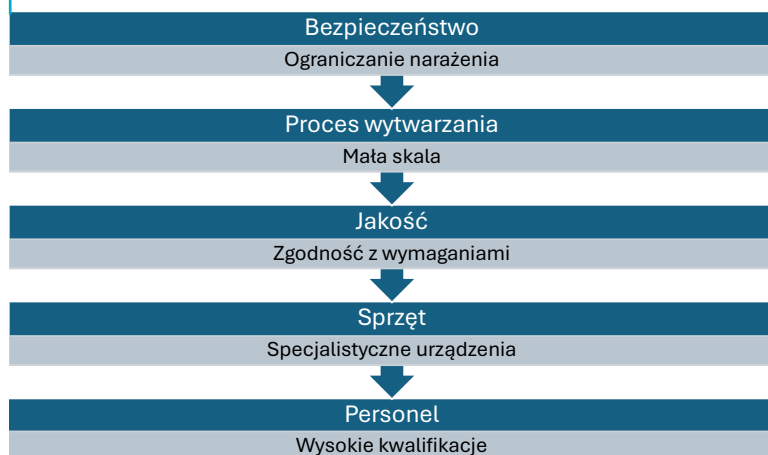 Bezpieczeństwo
Ograniczanie narażenia
Proces wytwarzania
Mała skala
Jakość
Zgodność z wymaganiami
Sprzęt
Specjalistyczne urządzenia
Personel
Wysokie kwalifikacje